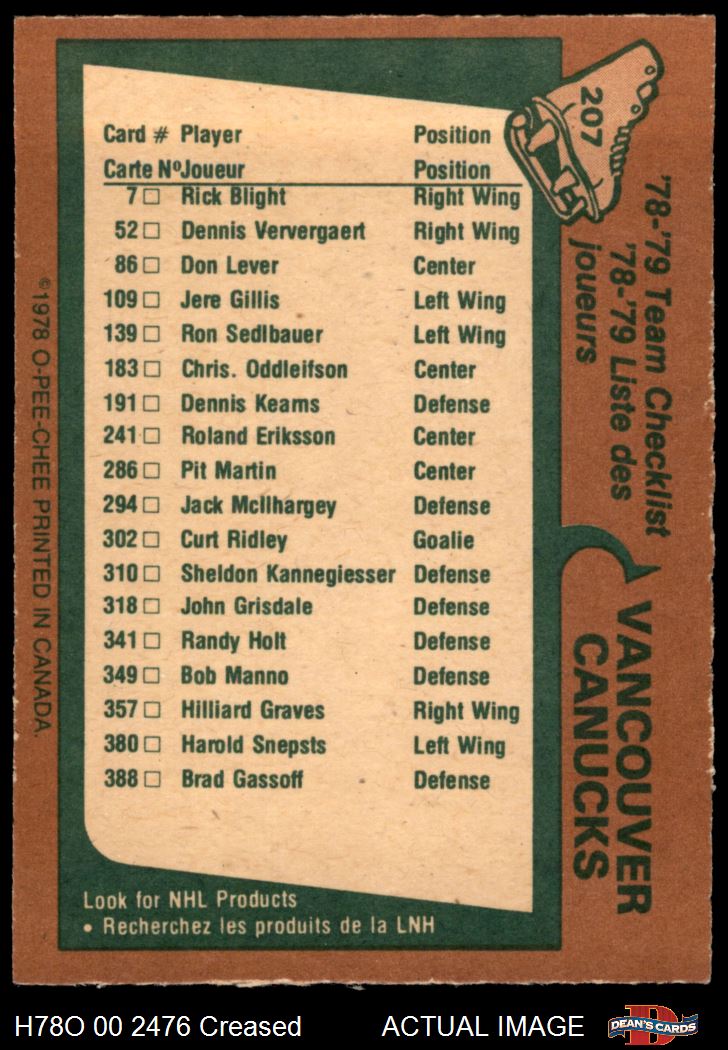 Card # Player Position
Carte Nº Joueur Position
7 □ Rick Blight Right Wing
52 □ Dennis Ververgaert Right Wing
86 □ Don Lever Center
109 □ Jere Gillis Left Wing
139 □ Ron Sedlbauer Left Wing
183 □ Chris. Oddleifson Center
191 □ Dennis Kearns Defense
241 □ Roland Eriksson Center
286 □ Pit Martin Center
294 □ Jack McIlhargey Defense
302 □ Curt Ridley Goalie
310 □ Sheldon Kannegiesser Defense
318 □ John Grisdale Defense
341 □ Randy Holt Defense
349 □ Bob Manno Defense
357 □ Hilliard Graves Right Wing
380 □ Harold Snepsts Left Wing
388 □ Brad Gassoff Defense
Look for NHL Products
• Recherchez les produits de la LNH
207
'78-'79 Team Checklist
'78-'79 Liste des
joueurs
VANCOUVER
CANUCKS
©1978 O-PEE-CHEE PRINTED IN CANADA.
H78O 00 2476 Creased ACTUAL IMAGE
DEAN'S CARDS